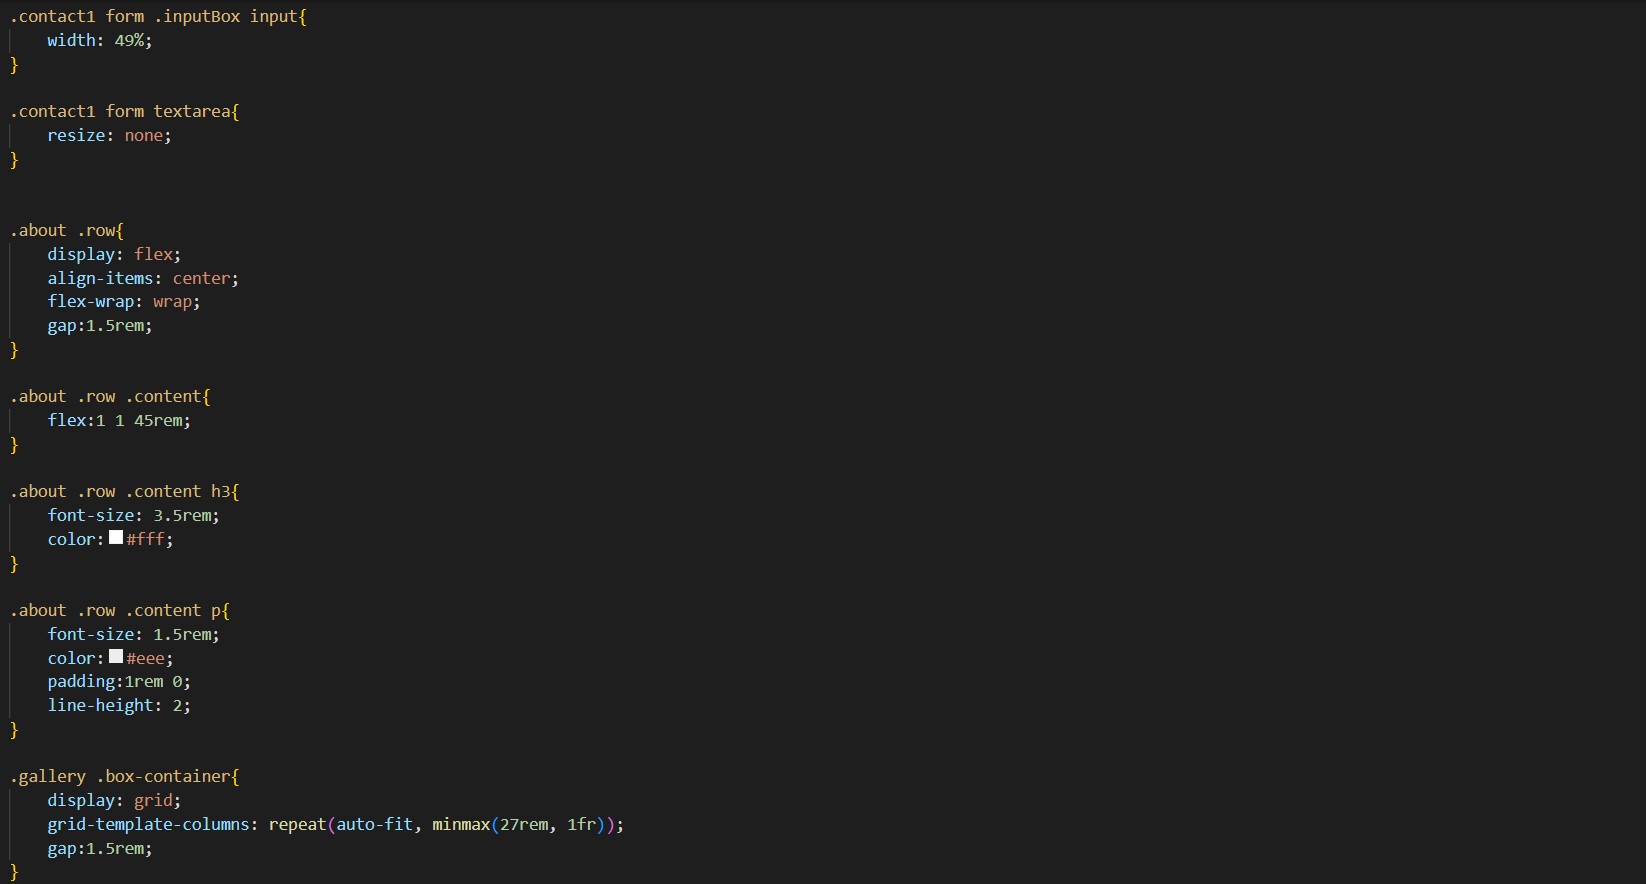 .contact1 form .inputBox input{
    width: 49%;
}

.contact1 form textarea{
    resize: none;
}


.about .row{
    display: flex;
    align-items: center;
    flex-wrap: wrap;
    gap:1.5rem;
}

.about .row .content{
    flex:1 1 45rem;
}

.about .row .content h3{
    font-size: 3.5rem;
    color:#fff;
}

.about .row .content p{
    font-size: 1.5rem;
    color:#eee;
    padding:1rem 0;
    line-height: 2;
}

.gallery .box-container{
    display: grid;
    grid-template-columns: repeat(auto-fit, minmax(27rem, 1fr));
    gap:1.5rem;
}